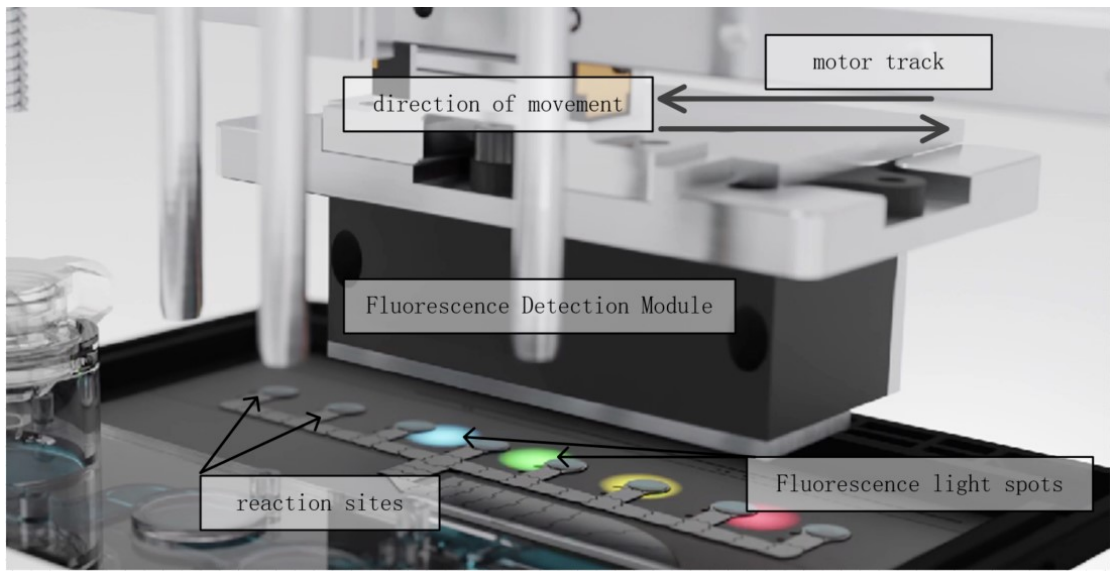 motor track
direction of movement
Fluorescence Detection Module
reaction sites
Fluorescence light spots